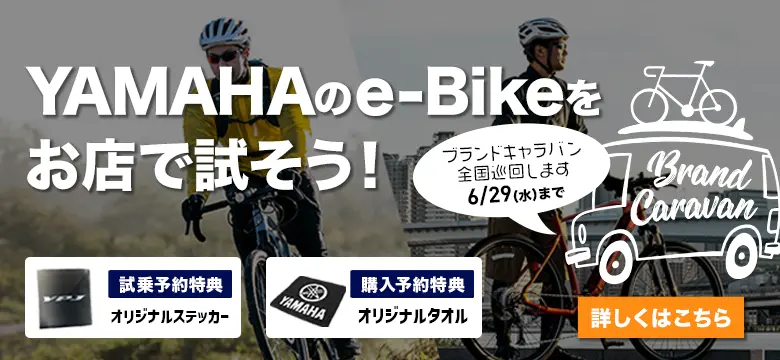 YAMAHAのe-Bikeを
お店で試そう!
ブランドキャラバン
全国巡回します
6/29(水)まで
Brand
Caravan
YPJ
試乗予約特典
オリジナルステッカー
YAMAHA
購入予約特典
オリジナルタオル
詳しくはこちら